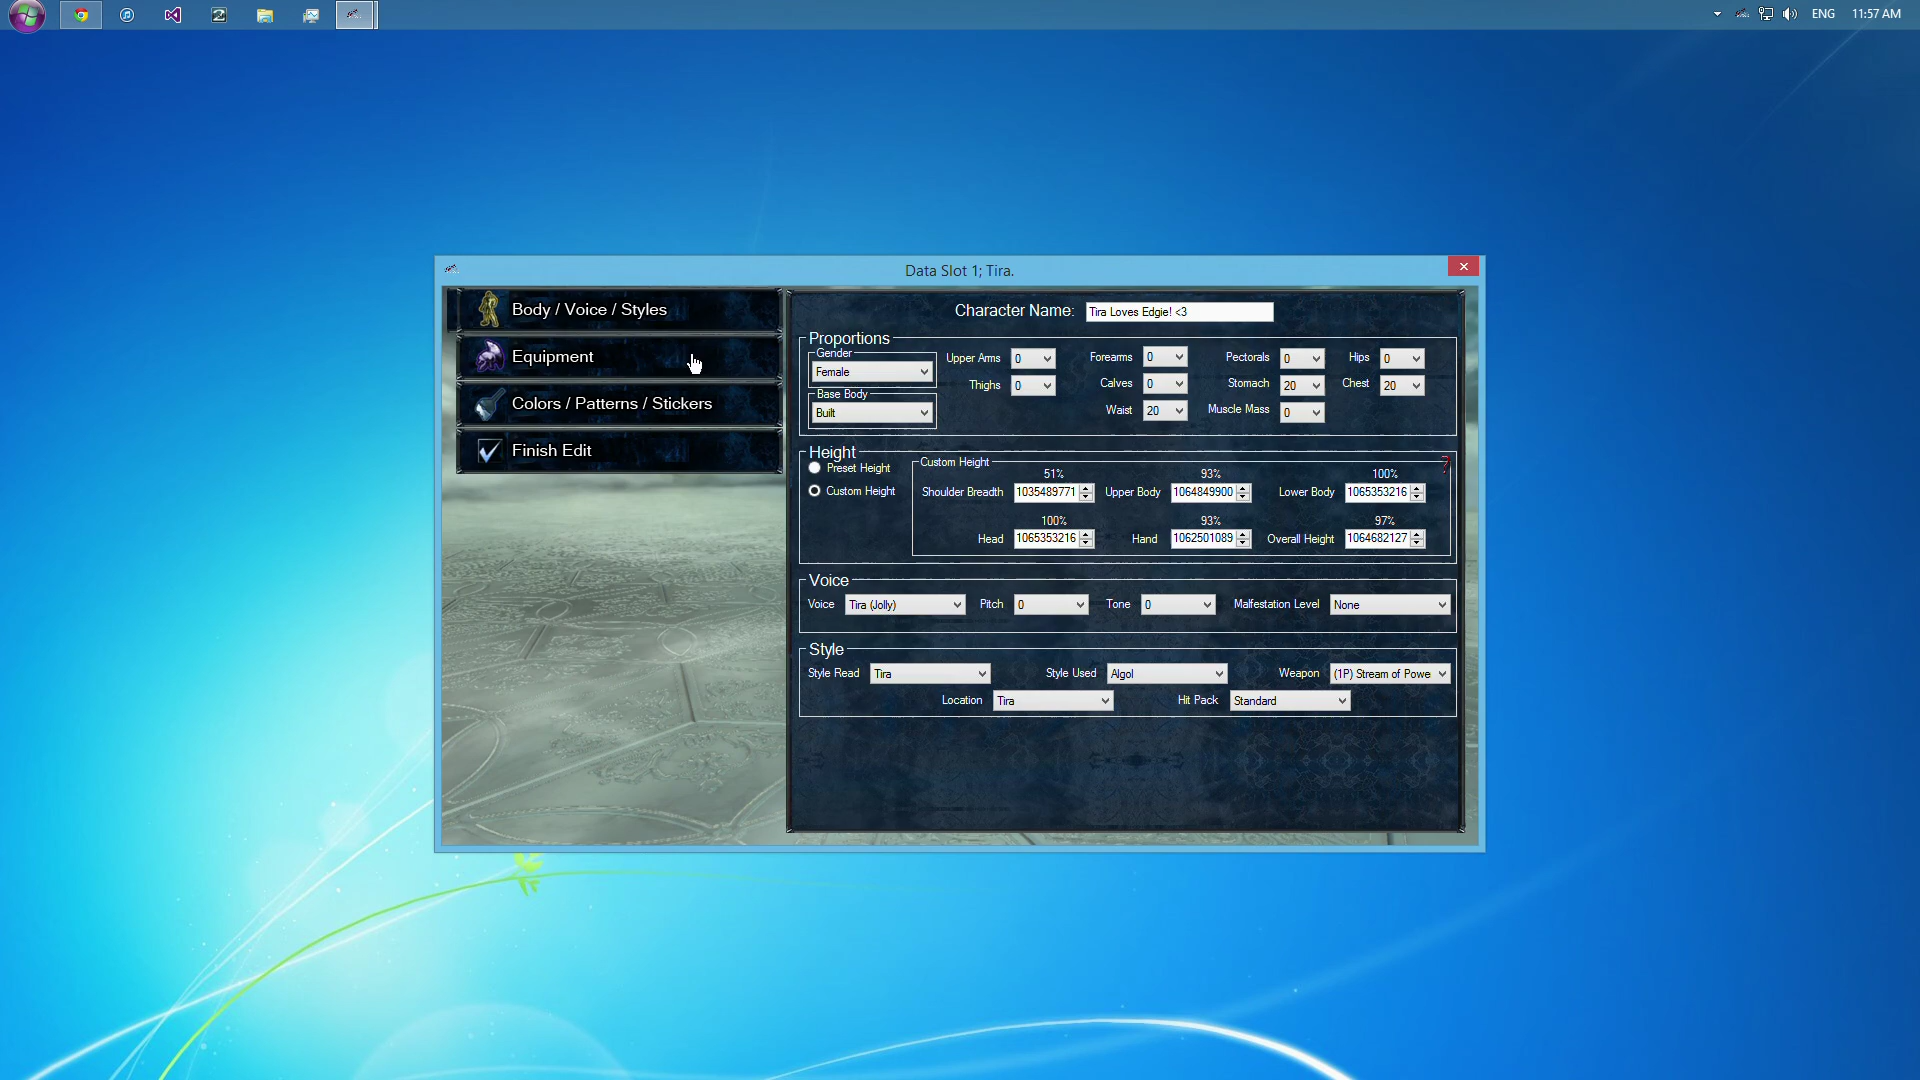 ENG 11:57 AM
Data Slot 1; Tira.
Body / Voice / Styles
Equipment
Colors / Patterns / Stickers
Finish Edit
Character Name: Tira Loves Edgie! <3
Proportions
Gender
Female
Base Body
Built
Upper Arms 0 Forearms 0 Pectorals 0 Hips 0
Thighs 0 Calves 0 Stomach 20 Chest 20
Waist 20 Muscle Mass 0
Height
Preset Height
Custom Height
Custom Height
?
51% 93% 100%
Shoulder Breadth 1035489771 Upper Body 1064849900 Lower Body 1065353216
100% 93% 97%
Head 1065353216 Hand 1062501089 Overall Height 1064682127
Voice
Voice Tira (Jolly) Pitch 0 Tone 0 Malfestation Level None
Style
Style Read Tira Style Used Algol Weapon (1P) Stream of Powe
Location Tira Hit Pack Standard